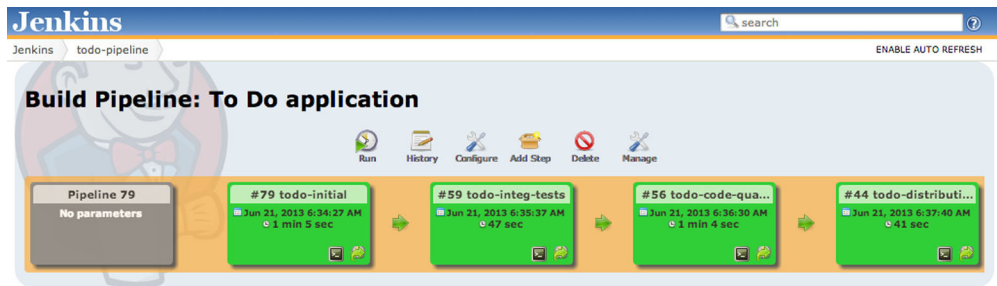 Jenkins
search
Jenkins todo-pipeline
ENABLE AUTO REFRESH
Build Pipeline: To Do application
Run History Configure Add Step Delete Manage
Pipeline 79
No parameters
#79 todo-initial
Jun 21, 2013 6:34:27 AM
1 min 5 sec
#59 todo-integ-tests
Jun 21, 2013 6:35:37 AM
47 sec
#56 todo-code-qua...
Jun 21, 2013 6:36:30 AM
1 min 4 sec
#44 todo-distributi...
Jun 21, 2013 6:37:40 AM
41 sec